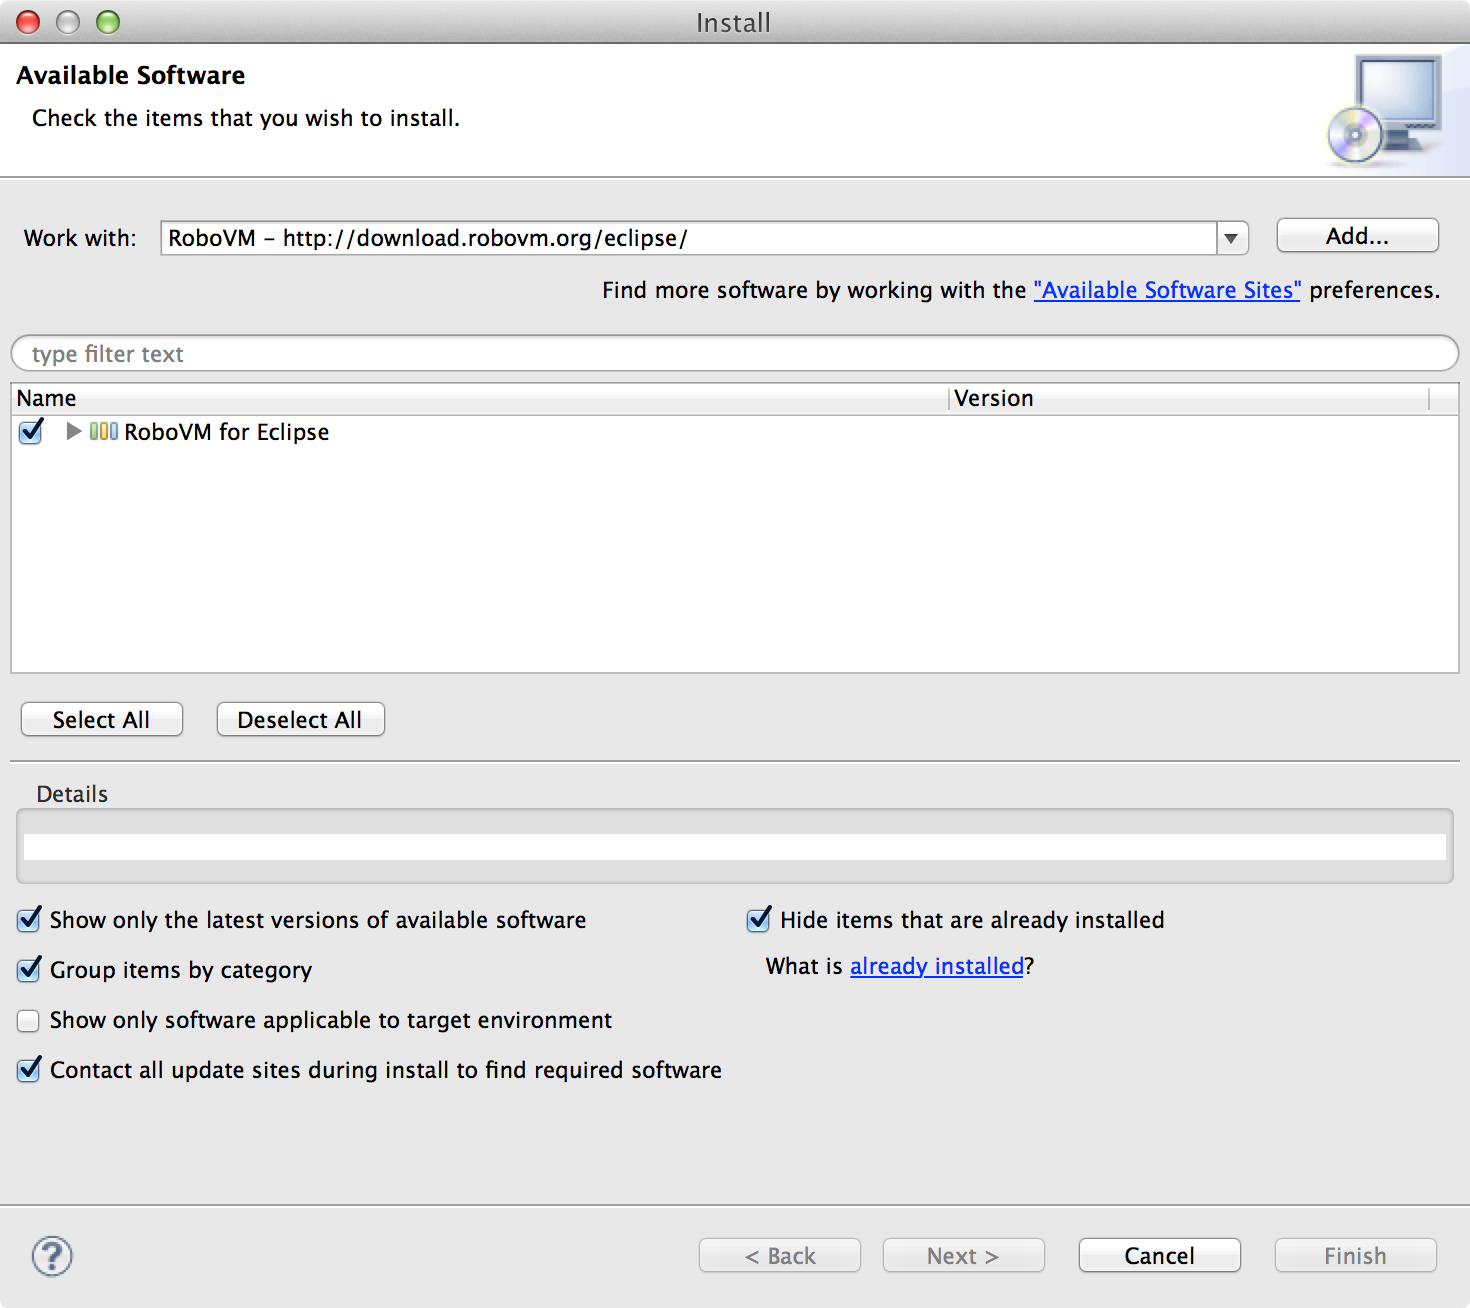 Install
Available Software
Check the items that you wish to install.
Work with: RoboVM – http://download.robovm.org/eclipse/ Add...
Find more software by working with the "Available Software Sites" preferences.
type filter text
Name Version
RoboVM for Eclipse
Select All Deselect All
Details
Show only the latest versions of available software Hide items that are already installed
Group items by category What is already installed?
Show only software applicable to target environment
Contact all update sites during install to find required software
? < Back Next > Cancel Finish